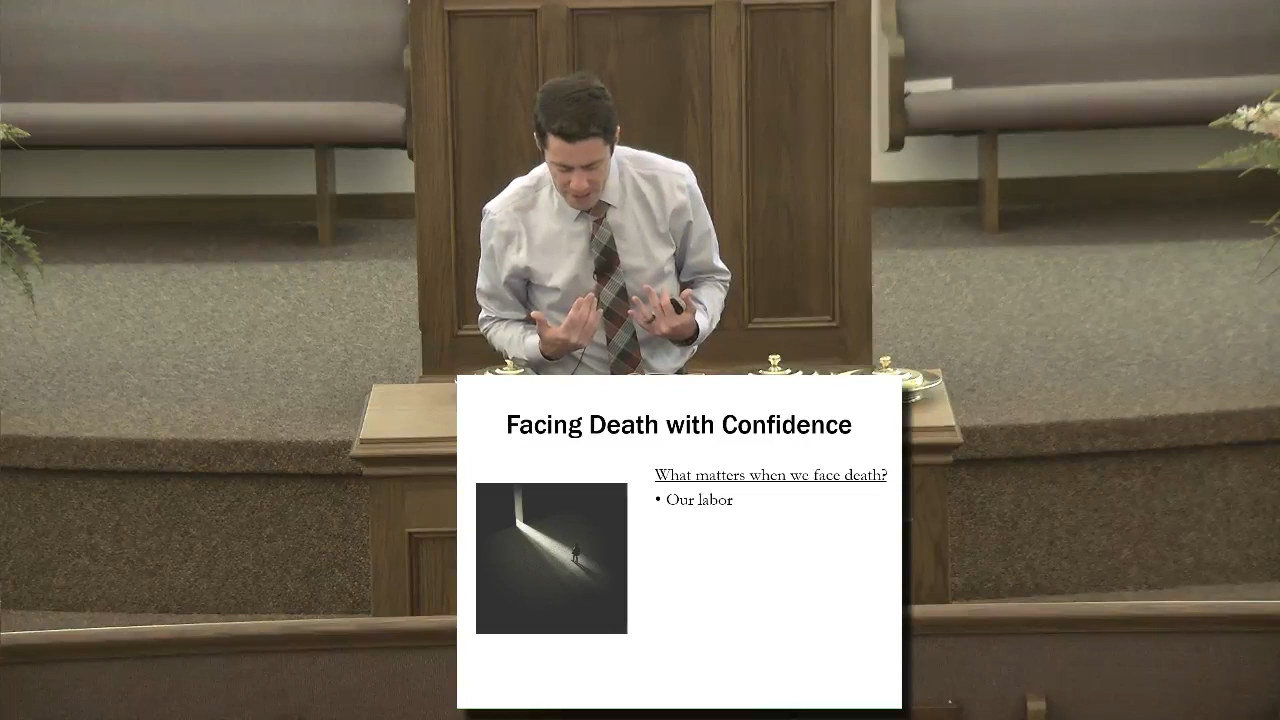 Facing Death with Confidence
What matters when we face death?
• Our labor